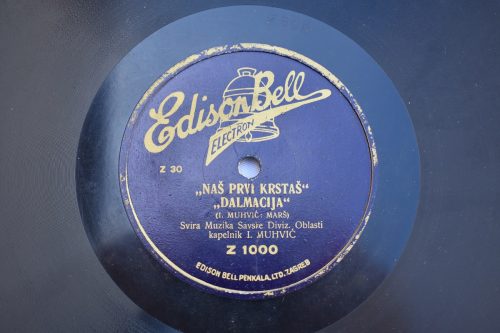 Edison Bell
ELECTRON
Z 30
„NAŠ PRVI KRSTAŠ“
„DALMACIJA“
(I. MUHVIĆ: MARŠ)
Svira Muzika Savske Diviz. Oblasti
kapelnik I. MUHVIĆ
Z 1000
EDISON BELL PENKALA, LTD. ZAGREB